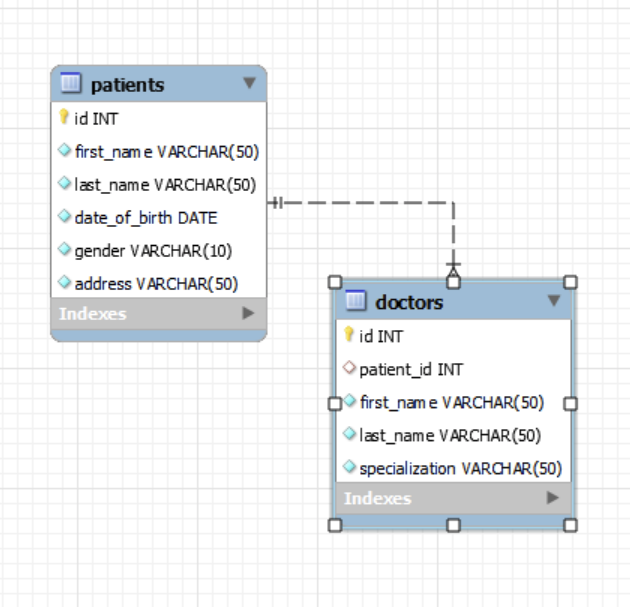 patients
id INT
first_name VARCHAR(50)
last_name VARCHAR(50)
date_of_birth DATE
gender VARCHAR(10)
address VARCHAR(50)
Indexes
doctors
id INT
patient_id INT
first_name VARCHAR(50)
last_name VARCHAR(50)
specialization VARCHAR(50)
Indexes